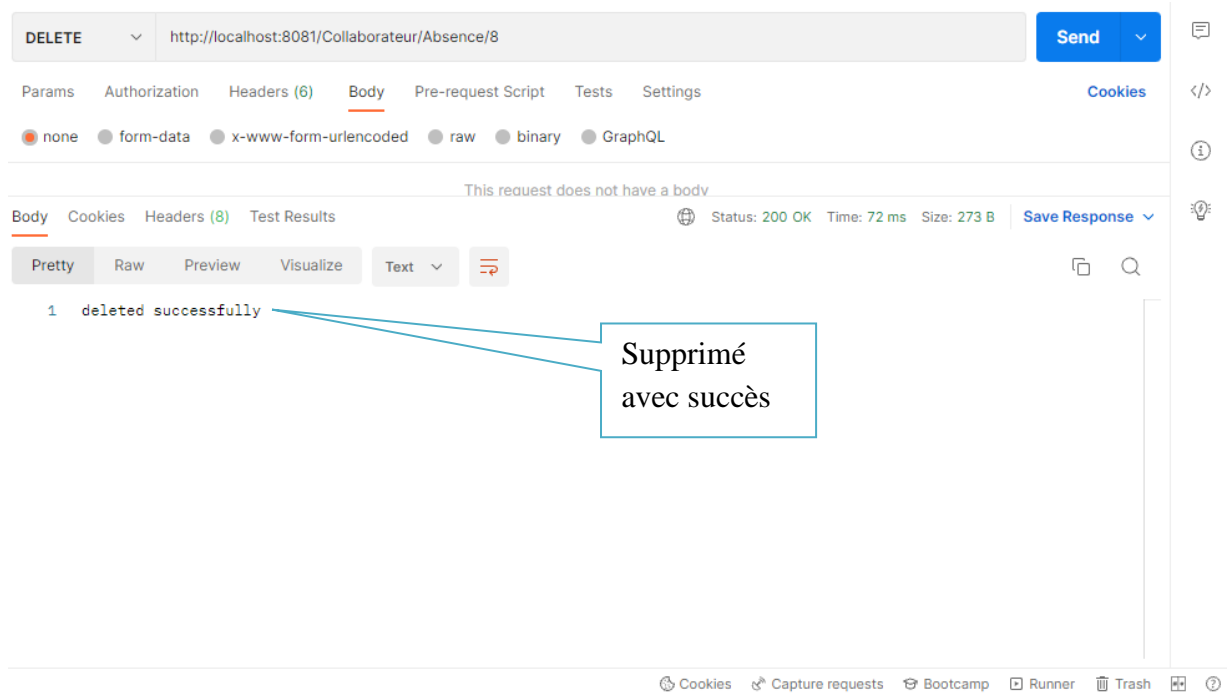 DELETE http://localhost:8081/Collaborateur/Absence/8 Send
Params Authorization Headers (6) Body Pre-request Script Tests Settings Cookies
none form-data x-www-form-urlencoded raw binary GraphQL
This request does not have a body
Body Cookies Headers (8) Test Results Status: 200 OK Time: 72 ms Size: 273 B Save Response
Pretty Raw Preview Visualize Text
1 deleted successfully
Supprimé
avec succès
Cookies Capture requests Bootcamp Runner Trash